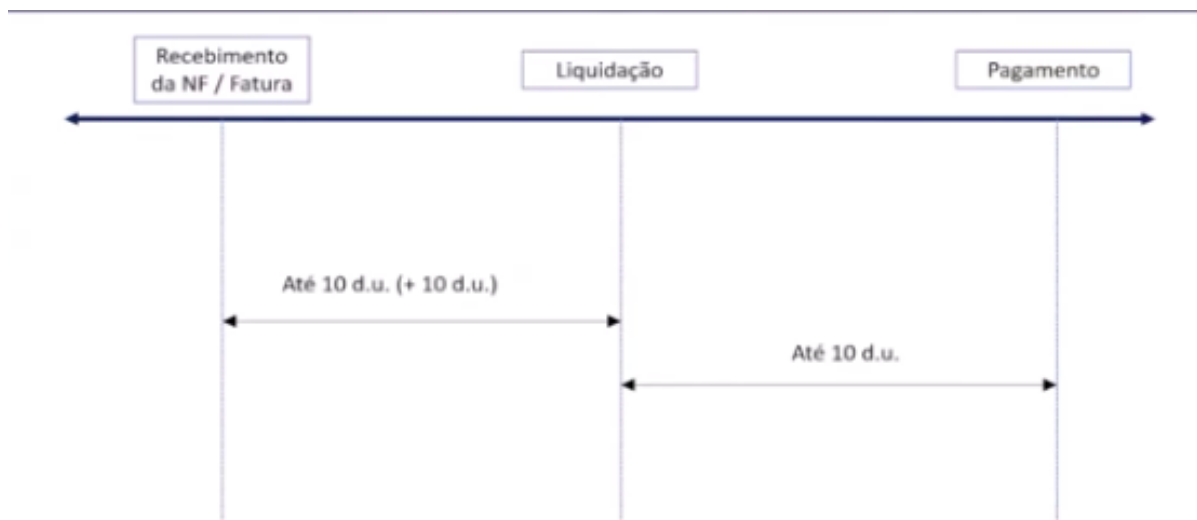 Recebimento
da NF / Fatura
Liquidação
Pagamento
Até 10 d.u. (+ 10 d.u.)
Até 10 d.u.